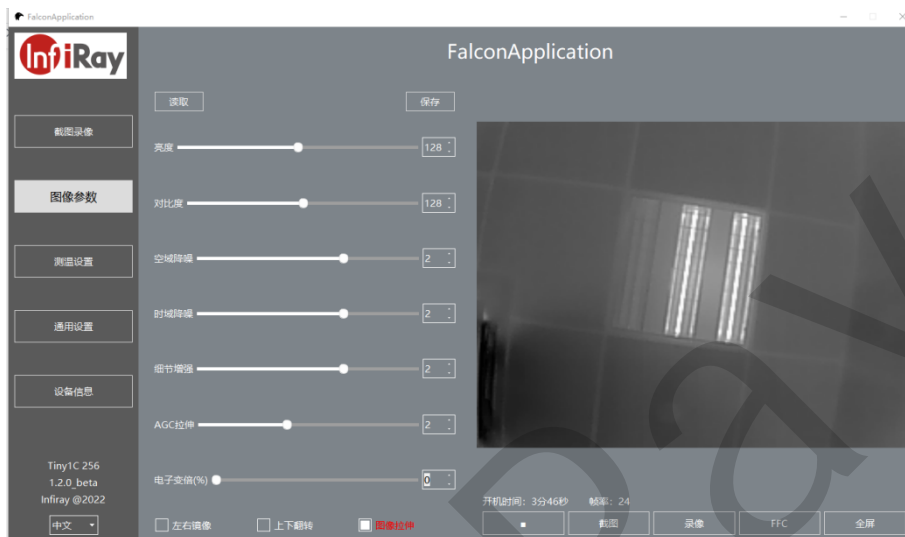 FalconApplication
InfiRay
FalconApplication
读取
保存
截图录像
亮度
128
图像参数
对比度
128
测温设置
空域降噪
2
时域降噪
2
通用设置
细节增强
2
设备信息
AGC拉伸
2
电子变倍(%)
0
Tiny1C 256
1.2.0_beta
Infiray @2022
中文
左右镜像
上下翻转
图像拉伸
开机时间：3分46秒 帧率：24
截图
录像
FFC
全屏